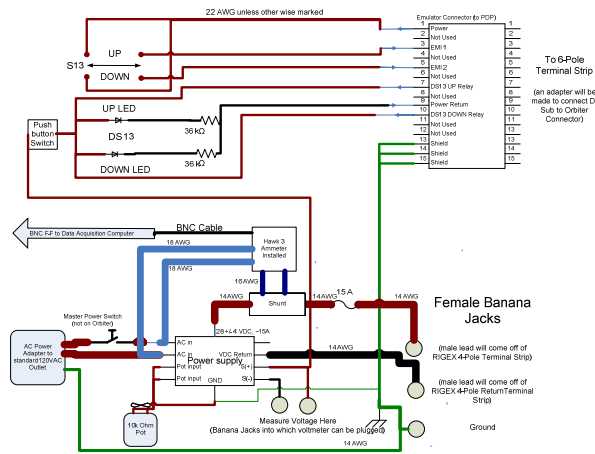 22 AWG unless other wise marked
Emulator Connector (to PDP)
1 Power 1
2 Not Used 2
3 EMI 1 3
4 Not Used 4
5 EMI 2 5
6 Not Used 6
7 DS13 UP Relay 7
8 Not Used 8
9 Power Return 9
10 DS13 DOWN Relay 10
11 Not Used 11
12 Not Used 12
13 Shield 13
14 Shield 14
15 Shield 15
To 6-Pole
Terminal Strip
(an adapter will be
made to connect D
Sub to Orbiter
Connector)
UP
S13
DOWN
UP LED
36 kΩ
Push
button
Switch
DS13
36 kΩ
DOWN LED
BNC Cable
BNC F-F to Data Acquisition Computer
18 AWG
18 AWG
Hawk 3
Ammeter
Installed
16AWG
14AWG
Shunt
14AWG
15 A
14AWG
Female Banana
Jacks
Master Power Switch
(not on Orbiter)
28+/-4 VDC, ~15A
AC Power
Adapter to
standard120VAC
Outlet
AC in
AC in
VDC Return
Power supply
Pot input
S(+)
Pot input
S(-)
GND
14AWG
(male lead will come off of
RIGEX 4-Pole Terminal Strip)
(male lead will come off of
RIGEX 4-Pole ReturnTerminal
Strip)
10k Ohm
Pot
Measure Voltage Here
(Banana Jacks into which voltmeter can be plugged)
Ground
14 AWG